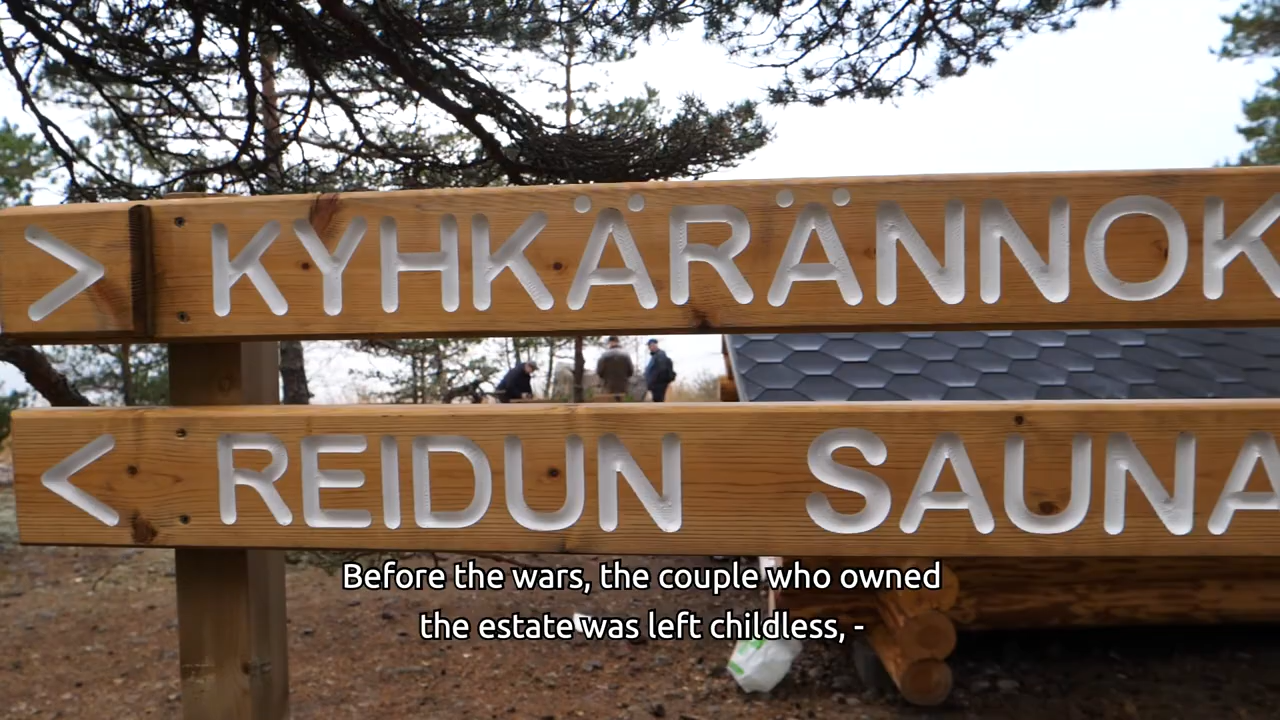 > KYHKÄRÄNNOK
< REIDUN SAUNA
Before the wars, the couple who owned
the estate was left childless, -